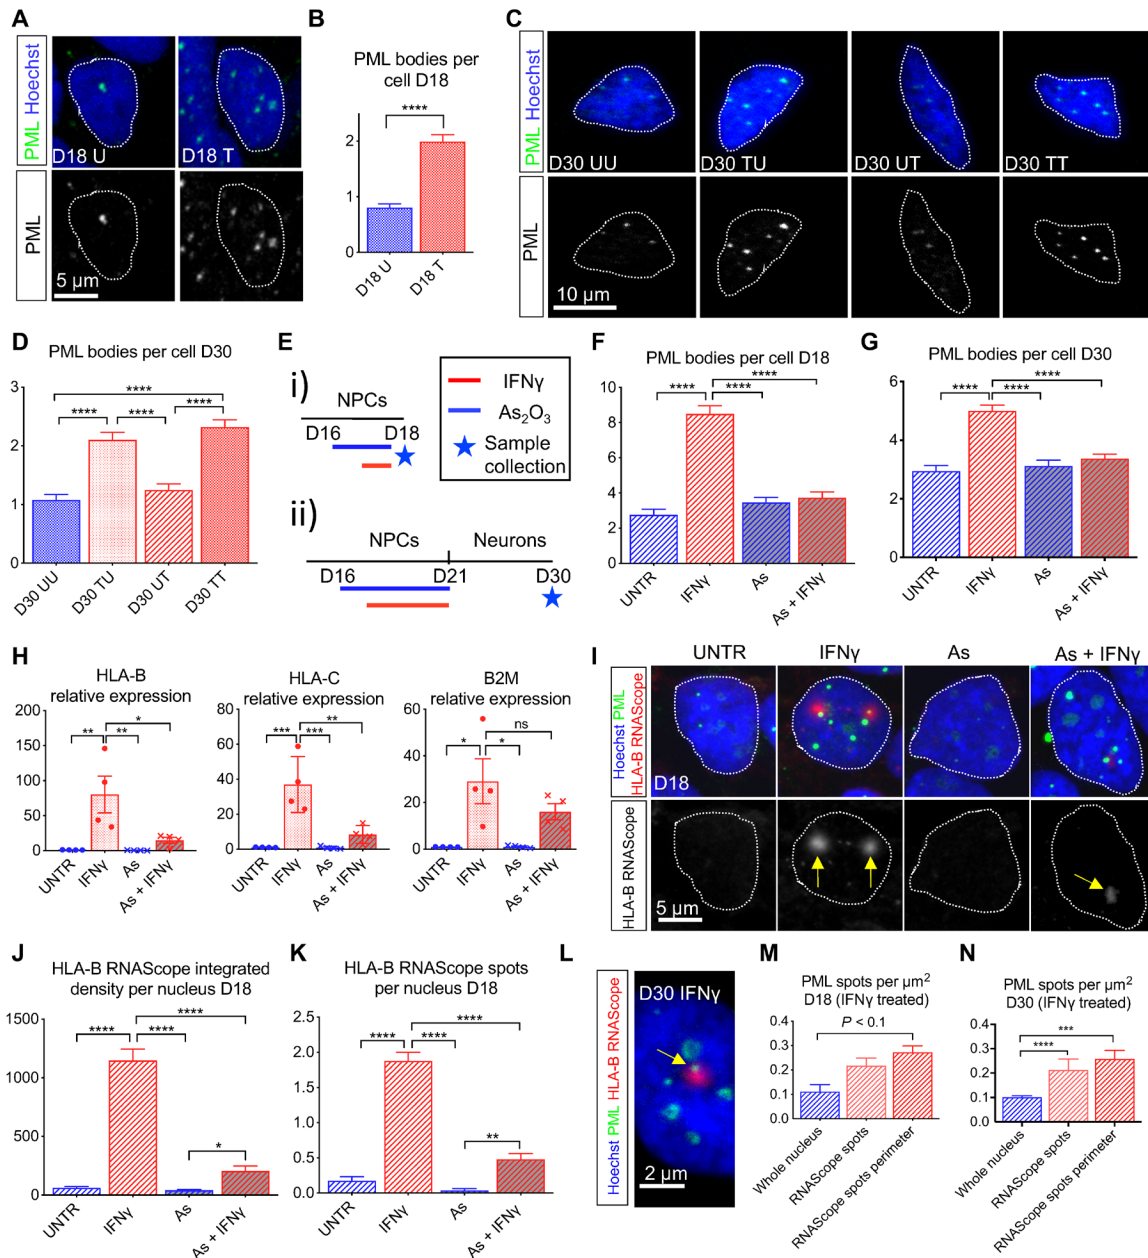 A
PML Hoechst
D18 U
D18 T
PML
5 µm
B
PML bodies per
cell D18
****
2
1
0
D18 U
D18 T
C
PML Hoechst
D30 UU
D30 TU
D30 UT
D30 TT
PML
10 µm
D
PML bodies per cell D30
****
**** **** ****
3
2
1
0
D30 UU
D30 TU
D30 UT
D30 TT
E
i)
NPCs
D16 D18
IFNγ
As2O3
Sample
collection
ii)
NPCs Neurons
D16 D21 D30
F
PML bodies per cell D18
****
**** ****
10
8
6
4
2
0
UNTR
IFNγ
As
As + IFNγ
G
PML bodies per cell D30
****
**** ****
6
4
2
0
UNTR
IFNγ
As
As + IFNγ
H
HLA-B
relative expression
*
** **
200
150
100
50
0
UNTR
IFNγ
As
As + IFNγ
HLA-C
relative expression
**
*** ***
80
60
40
20
0
UNTR
IFNγ
As
As + IFNγ
B2M
relative expression
ns
* *
60
40
20
0
UNTR
IFNγ
As
As + IFNγ
I
UNTR IFNγ As As + IFNγ
Hoechst PML
HLA-B RNAScope
D18
HLA-B RNAScope
5 µm
J
HLA-B RNAScope integrated
density per nucleus D18
****
**** ****
*
1500
1000
500
0
UNTR
IFNγ
As
As + IFNγ
K
HLA-B RNAScope spots
per nucleus D18
****
**** ****
**
2.5
2.0
1.5
1.0
0.5
0.0
UNTR
IFNγ
As
As + IFNγ
L
Hoechst PML HLA-B RNAScope
D30 IFNγ
2 µm
M
PML spots per µm2
D18 (IFNγ treated)
P < 0.1
0.4
0.3
0.2
0.1
0.0
Whole nucleus
RNAScope spots
RNAScope spots perimeter
N
PML spots per µm2
D30 (IFNγ treated)
***
****
0.4
0.3
0.2
0.1
0.0
Whole nucleus
RNAScope spots
RNAScope spots perimeter